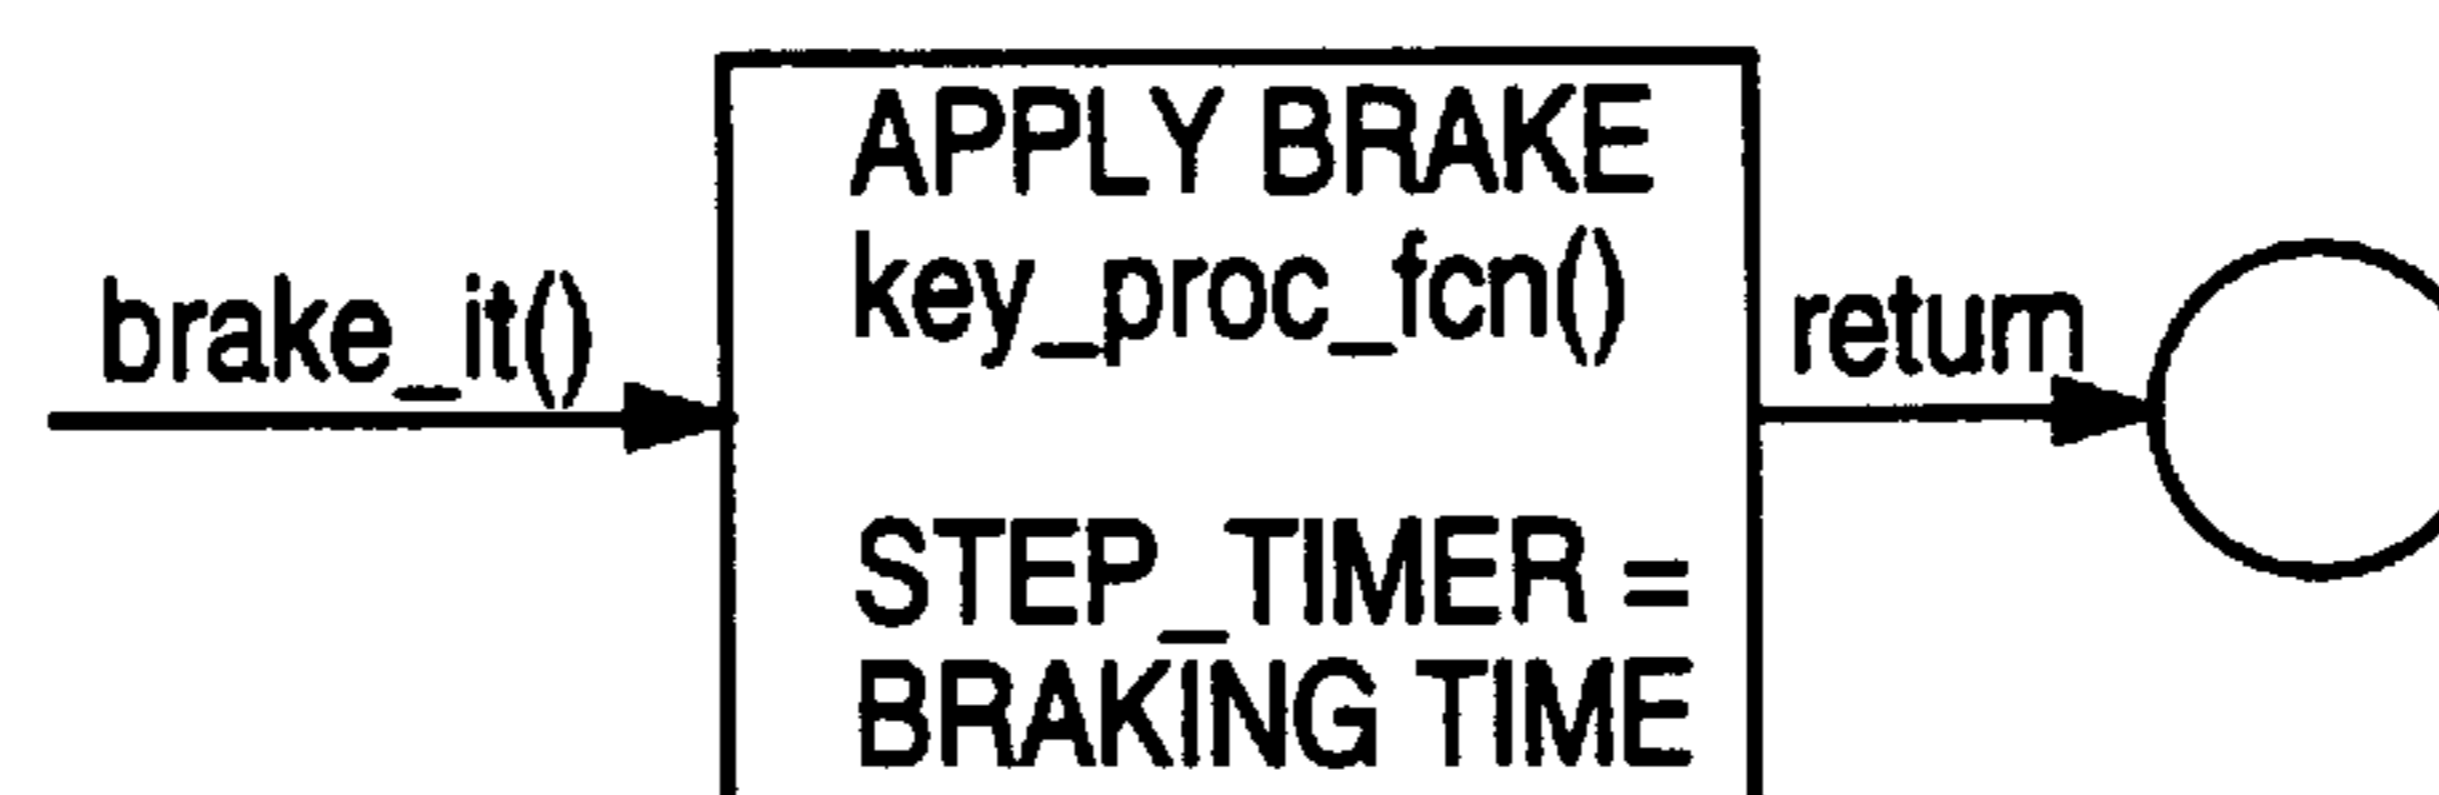 APPLY BRAKE
key_proc_fcn()
brake_it()
return
STEP_TIMER =
BRAKING TIME